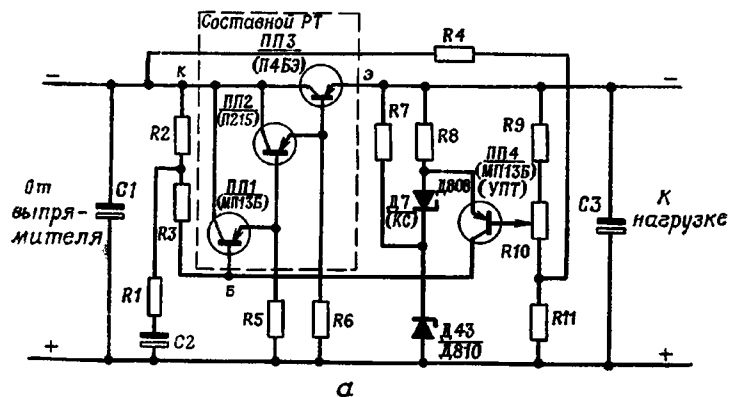 Составной РТ
ПП3
(П4БЭ)
R4
–
К
Э
–
ПП2
(П215)
R2
R7
R8
R9
ПП4
(МП13Б)
(УПТ)
От
выпря-
мителя
C1
ПП1
(МП13Б)
Д808
Д7
(КС)
C3
К
нагрузке
R3
R10
Б
R1
R5
R6
R11
C2
Д43
Д810
+
+
а